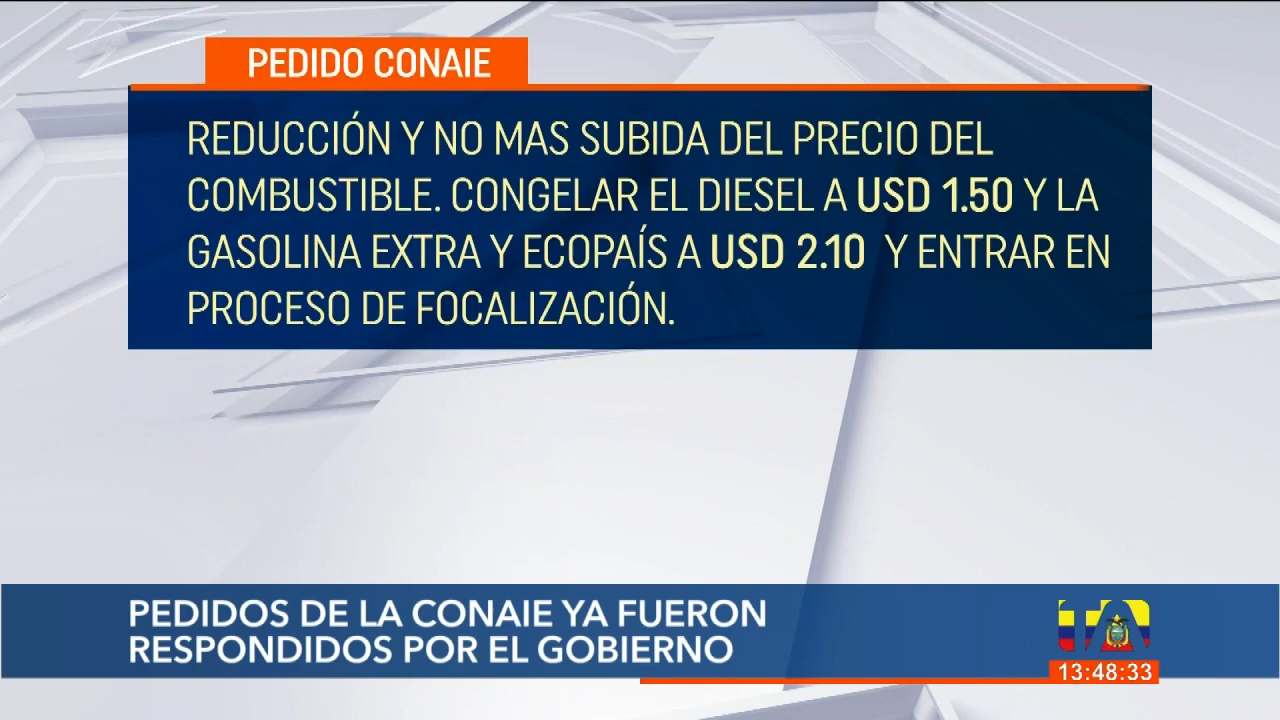 PEDIDO CONAIE
REDUCCIÓN Y NO MAS SUBIDA DEL PRECIO DEL
COMBUSTIBLE. CONGELAR EL DIESEL A USD 1.50 Y LA
GASOLINA EXTRA Y ECOPAÍS A USD 2.10 Y ENTRAR EN
PROCESO DE FOCALIZACIÓN.
PEDIDOS DE LA CONAIE YA FUERON
RESPONDIDOS POR EL GOBIERNO
TA
13:48:33